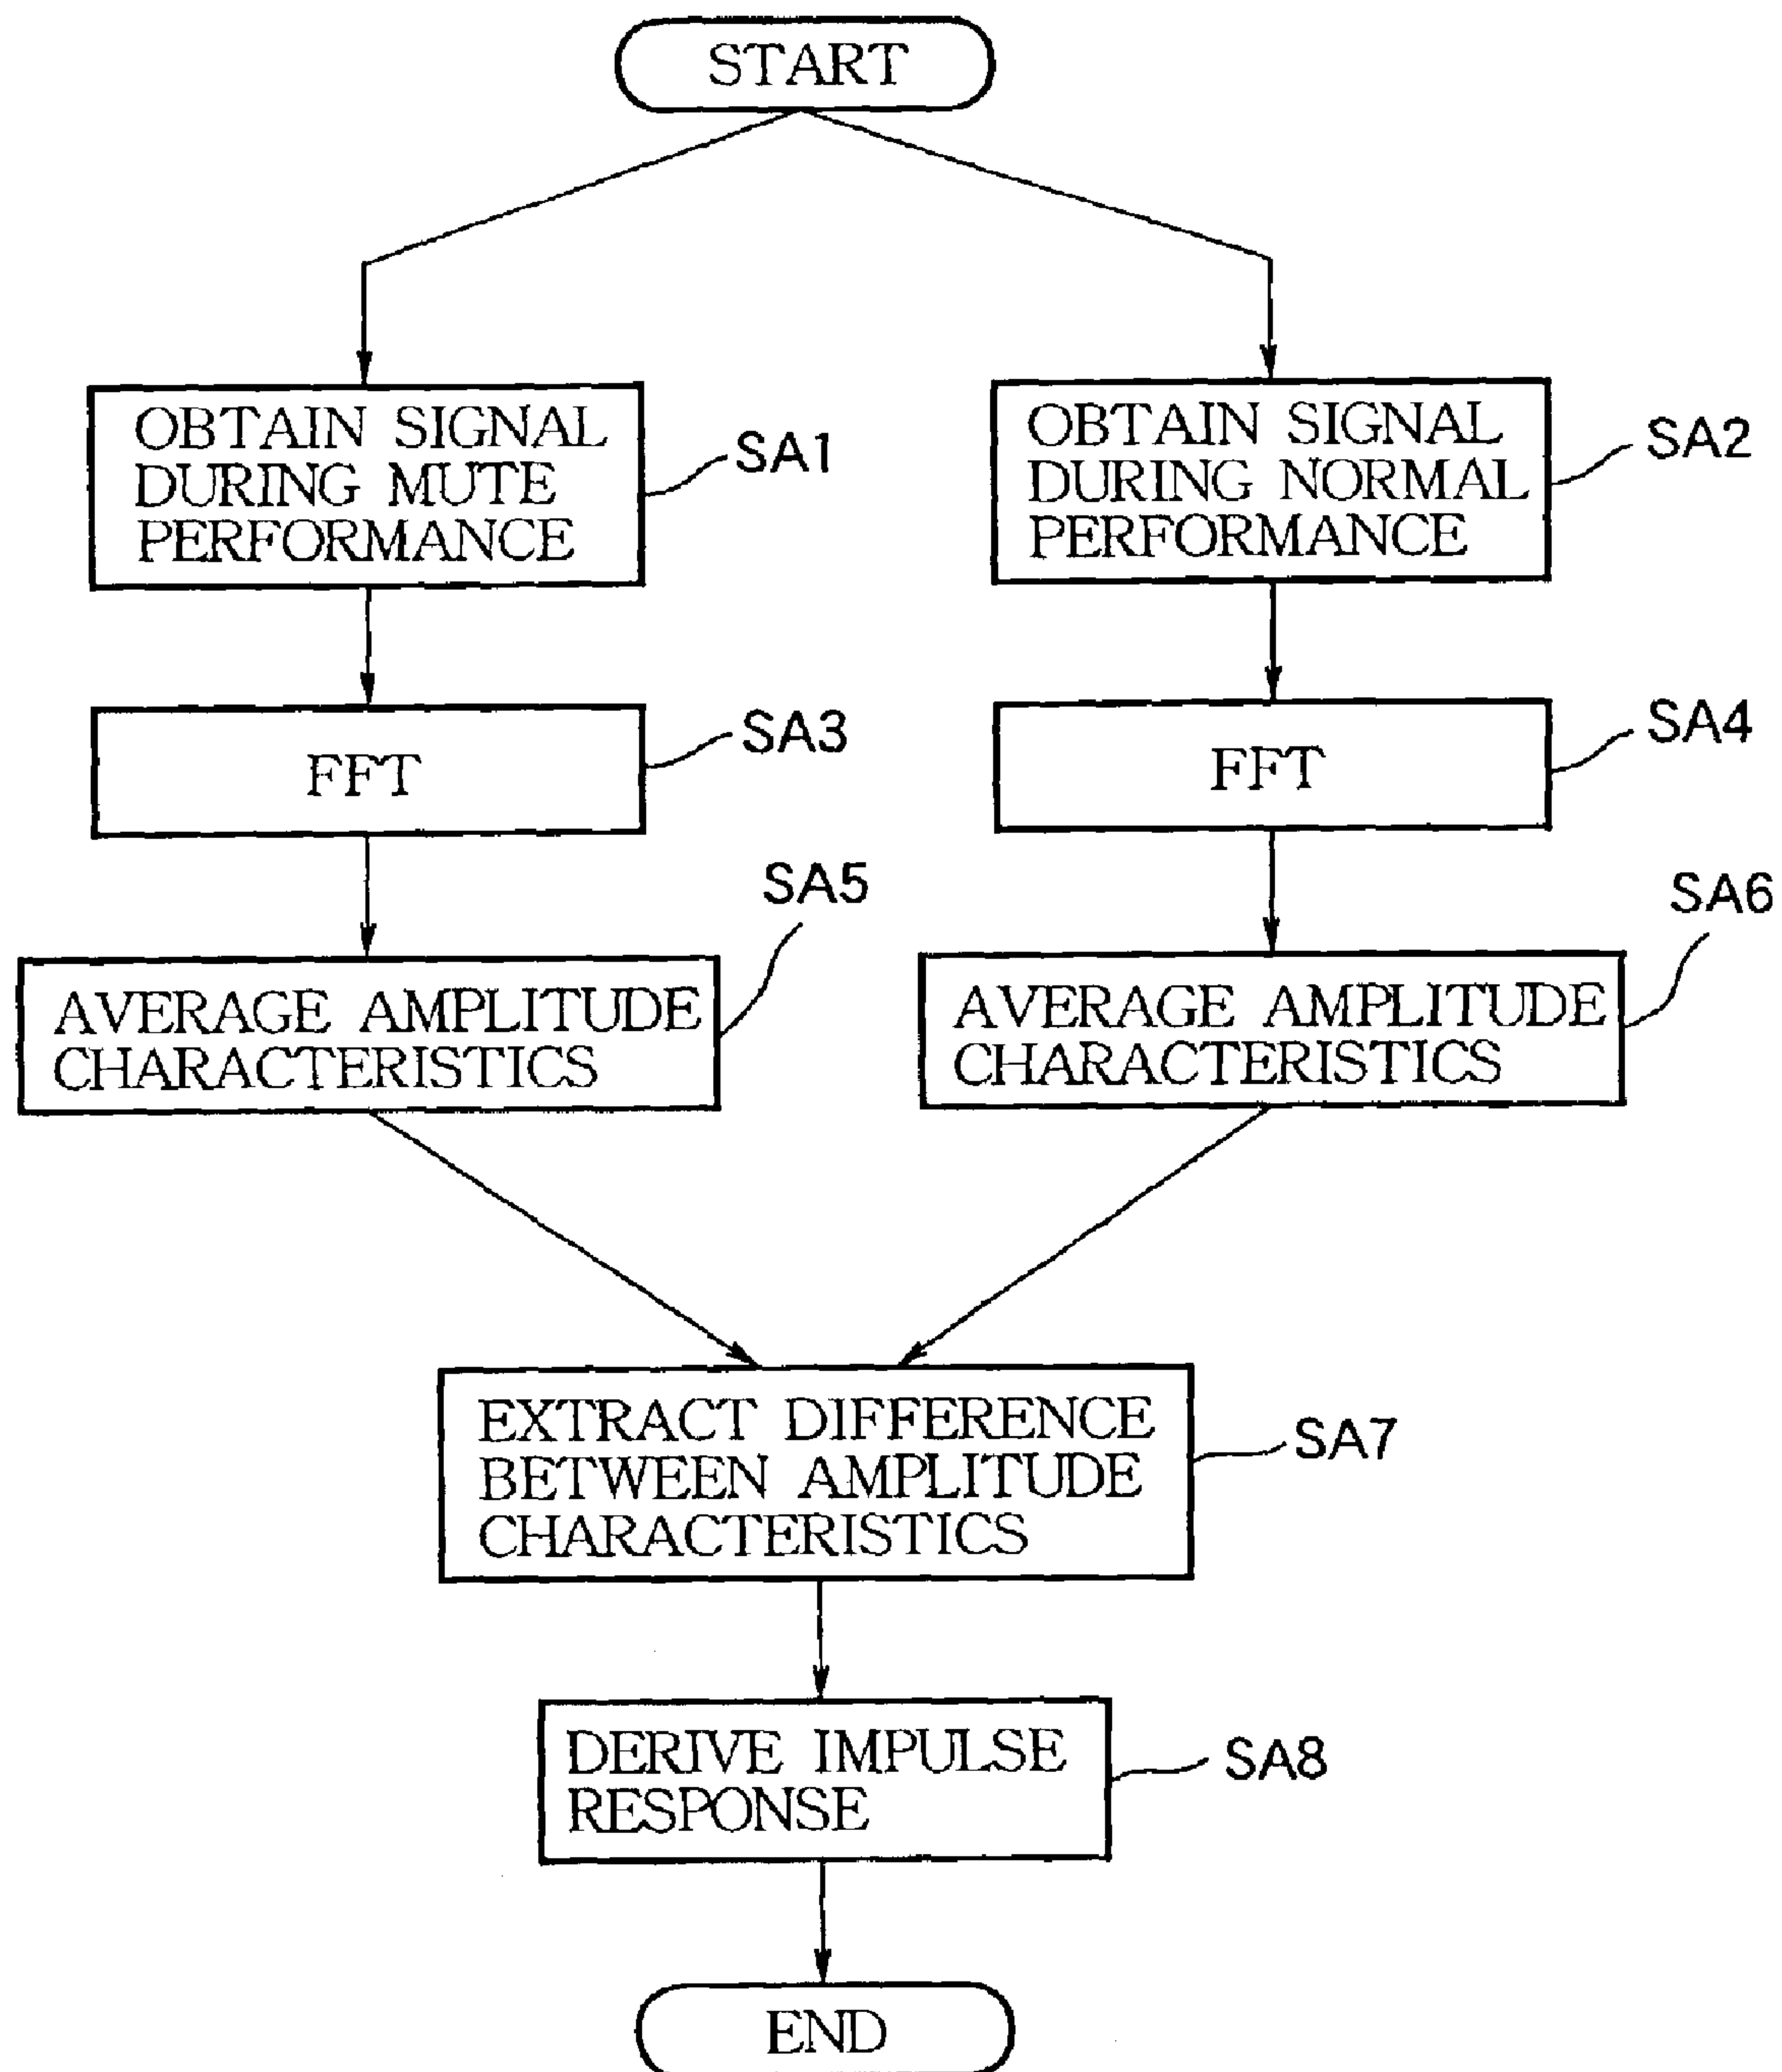 START
OBTAIN SIGNAL
DURING MUTE
PERFORMANCE
SA1
OBTAIN SIGNAL
DURING NORMAL
PERFORMANCE
SA2
FFT
SA3
FFT
SA4
AVERAGE AMPLITUDE
CHARACTERISTICS
SA5
AVERAGE AMPLITUDE
CHARACTERISTICS
SA6
EXTRACT DIFFERENCE
BETWEEN AMPLITUDE
CHARACTERISTICS
SA7
DERIVE IMPULSE
RESPONSE
SA8
END